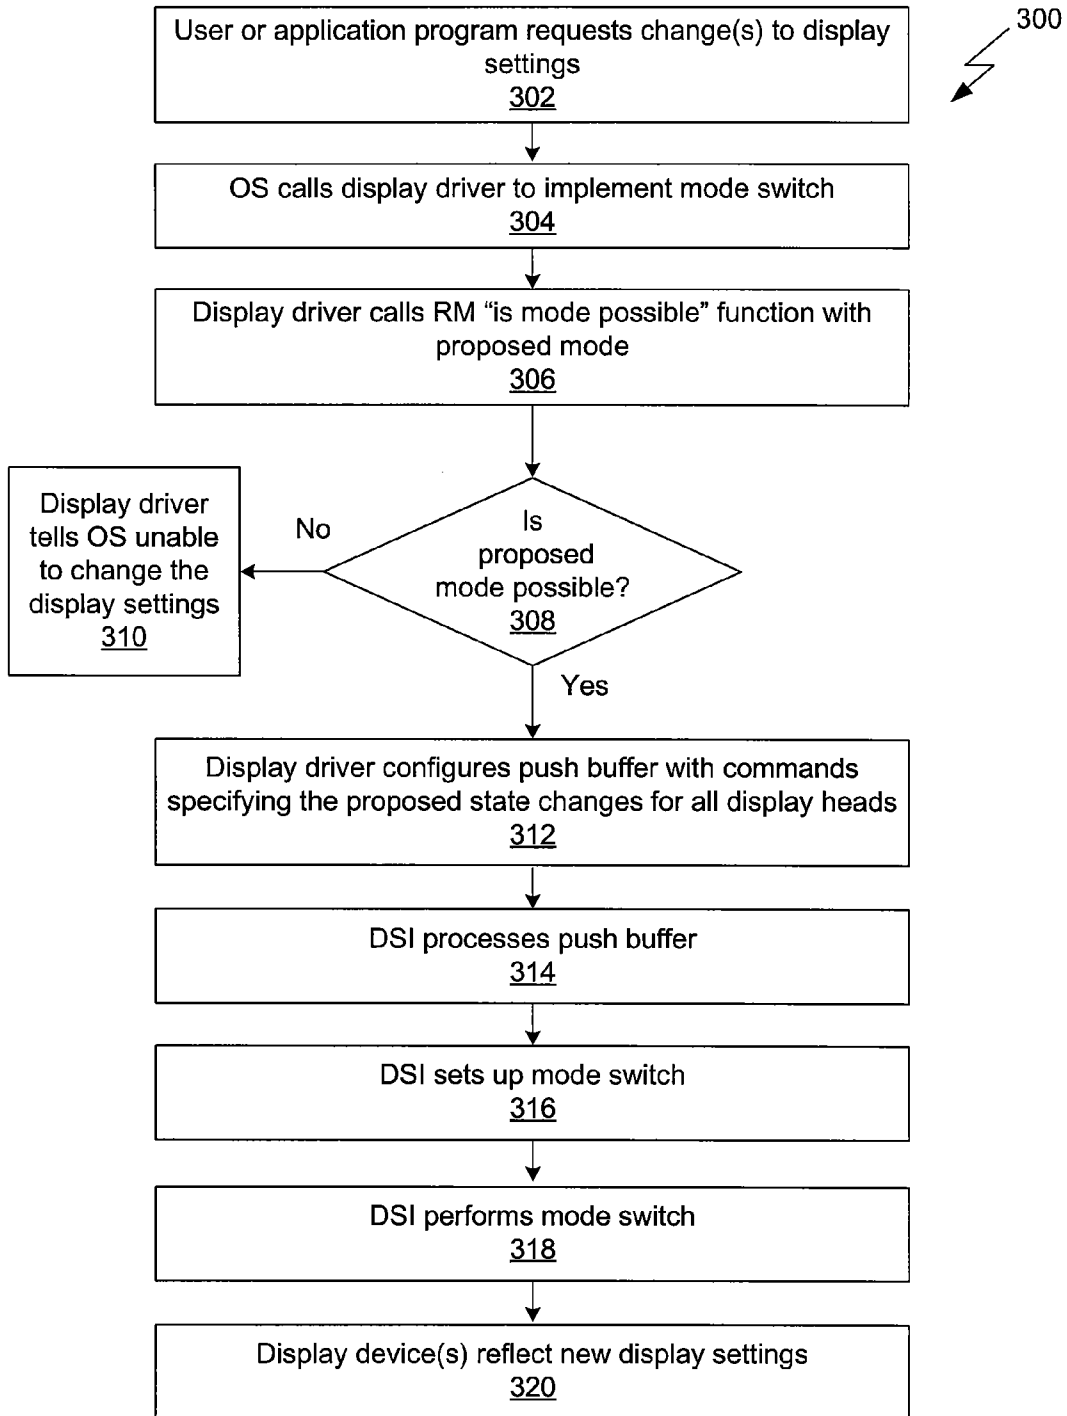 300
User or application program requests change(s) to display
settings
302
OS calls display driver to implement mode switch
304
Display driver calls RM “is mode possible” function with
proposed mode
306
Is
proposed
mode possible?
308
No
Display driver
tells OS unable
to change the
display settings
310
Yes
Display driver configures push buffer with commands
specifying the proposed state changes for all display heads
312
DSI processes push buffer
314
DSI sets up mode switch
316
DSI performs mode switch
318
Display device(s) reflect new display settings
320